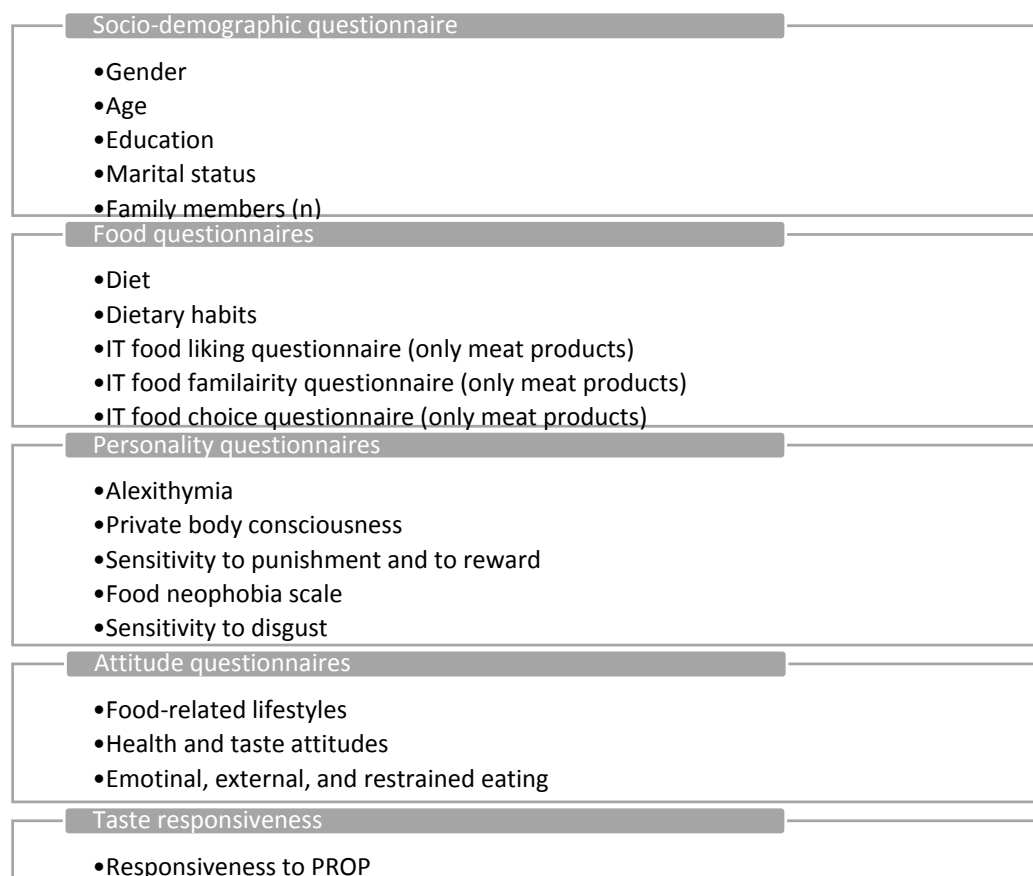 Socio-demographic questionnaire
•Gender
•Age
•Education
•Marital status
•Family members (n)
Food questionnaires
•Diet
•Dietary habits
•IT food liking questionnaire (only meat products)
•IT food familairity questionnaire (only meat products)
•IT food choice questionnaire (only meat products)
Personality questionnaires
•Alexithymia
•Private body consciousness
•Sensitivity to punishment and to reward
•Food neophobia scale
•Sensitivity to disgust
Attitude questionnaires
•Food-related lifestyles
•Health and taste attitudes
•Emotinal, external, and restrained eating
Taste responsiveness
•Responsiveness to PROP